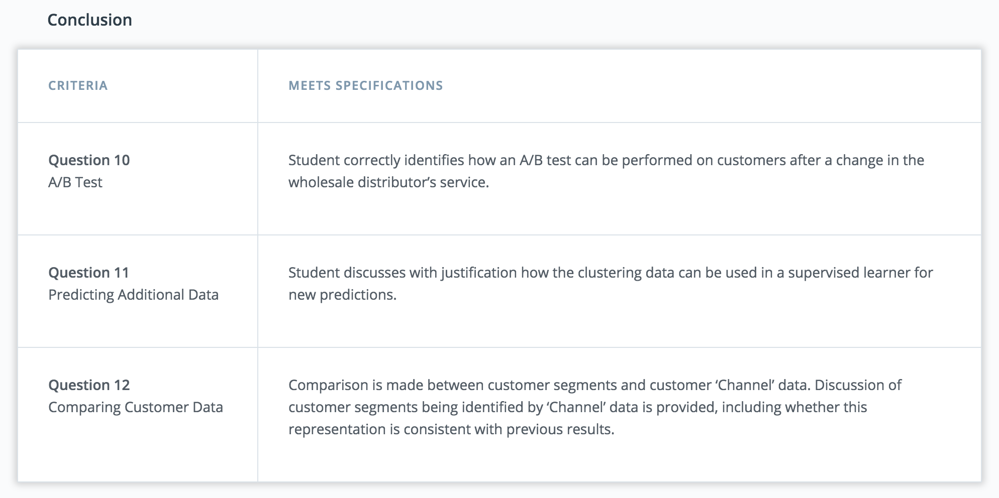 Conclusion
CRITERIA
MEETS SPECIFICATIONS
Question 10
A/B Test
Student correctly identifies how an A/B test can be performed on customers after a change in the
wholesale distributor’s service.
Question 11
Predicting Additional Data
Student discusses with justification how the clustering data can be used in a supervised learner for
new predictions.
Question 12
Comparing Customer Data
Comparison is made between customer segments and customer ‘Channel’ data. Discussion of
customer segments being identified by ‘Channel’ data is provided, including whether this
representation is consistent with previous results.